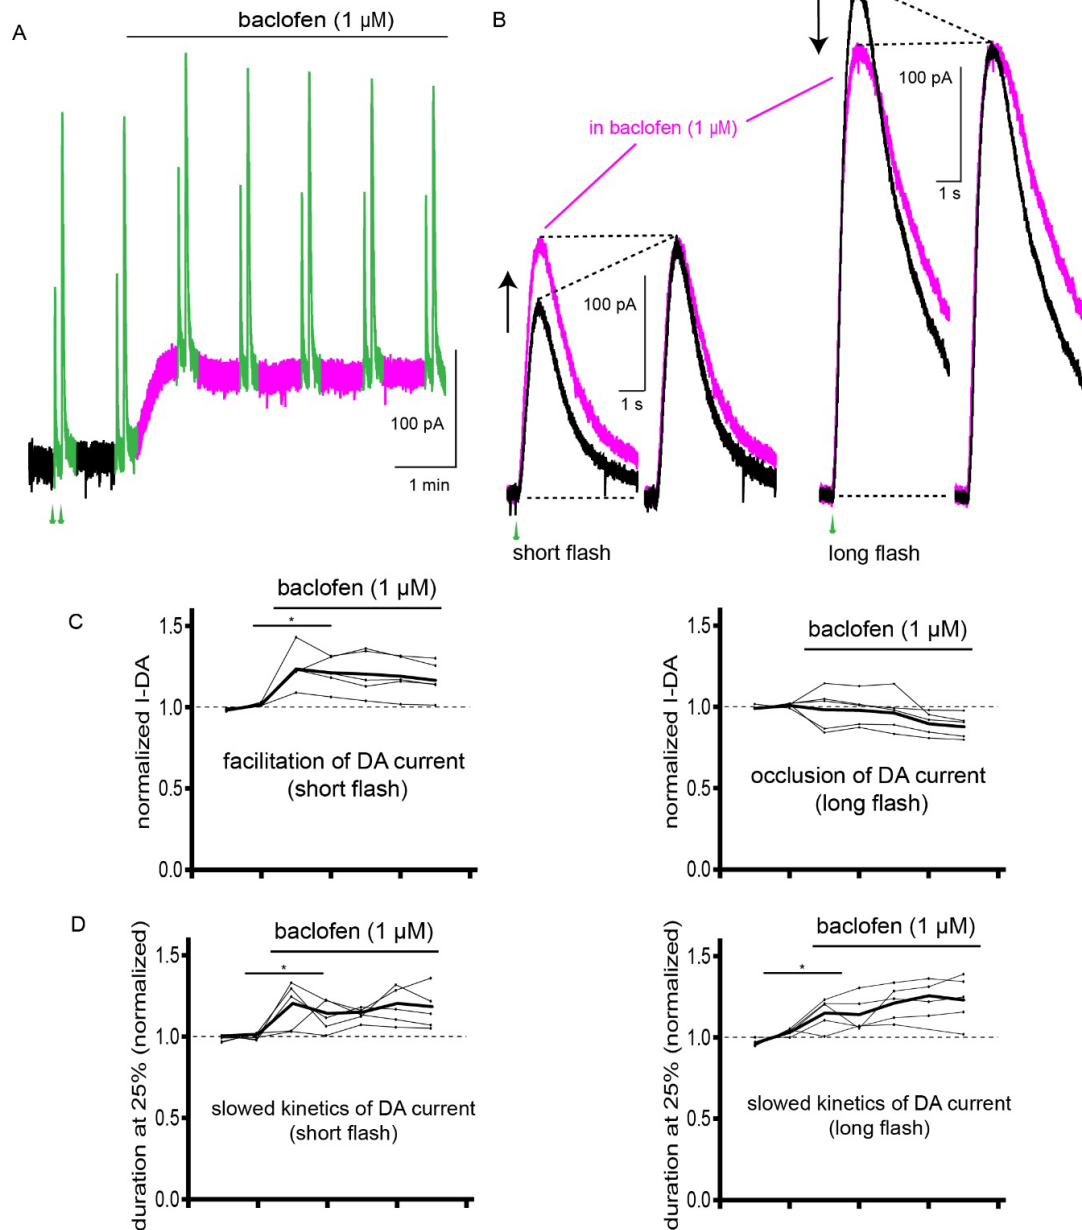 A
baclofen (1 µM)
100 pA
1 min
B
in baclofen (1 µM)
100 pA
1 s
100 pA
1 s
short flash
long flash
C
baclofen (1 µM)
*
normalized I-DA
1.5
1.0
0.5
0.0
facilitation of DA current
(short flash)
baclofen (1 µM)
normalized I-DA
1.5
1.0
0.5
0.0
occlusion of DA current
(long flash)
D
baclofen (1 µM)
*
duration at 25% (normalized)
1.5
1.0
0.5
0.0
slowed kinetics of DA current
(short flash)
baclofen (1 µM)
*
duration at 25% (normalized)
1.5
1.0
0.5
0.0
slowed kinetics of DA current
(long flash)